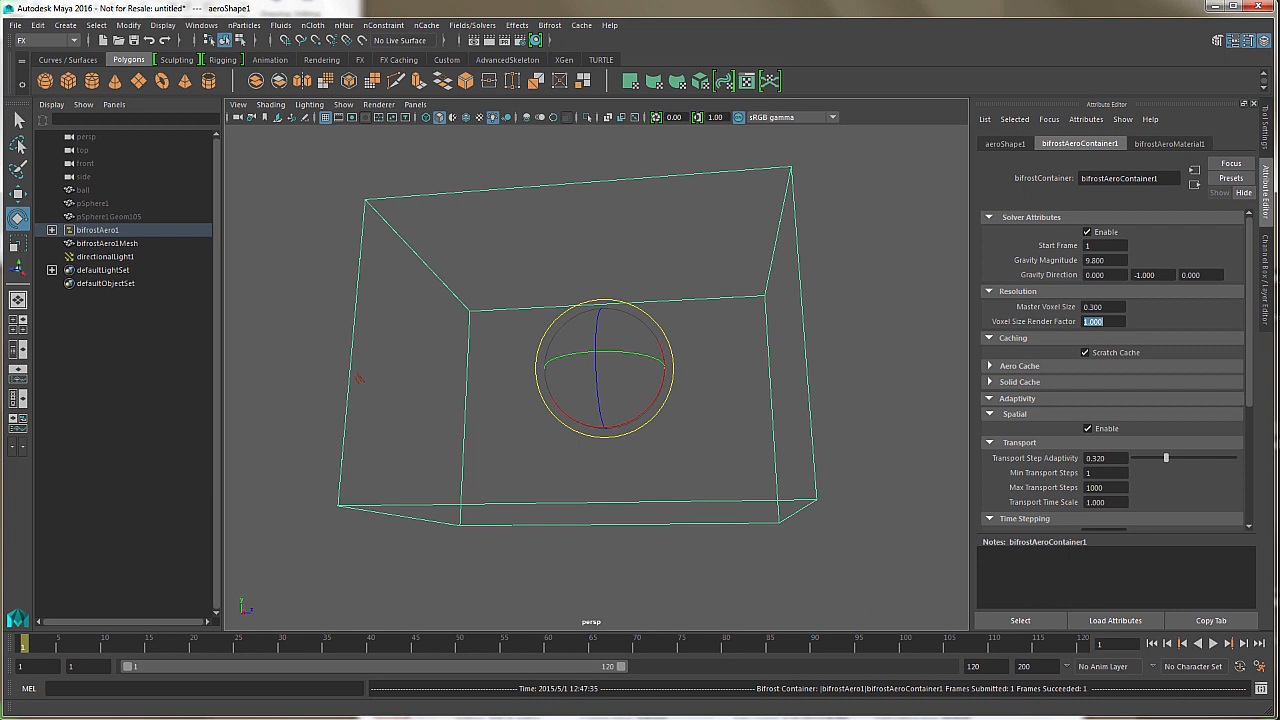 Autodesk Maya 2016 - Not for Resale: untitled* --- aeroShape1
File Edit Create Select Modify Display Windows nParticles Fluids nCloth nHair nConstraint nCache Fields/Solvers Effects Bifrost Cache Help
FX No Live Surface
Curves / Surfaces Polygons Sculpting Rigging Animation Rendering FX FX Caching Custom AdvancedSkeleton XGen TURTLE
Display Show Panels
View Shading Lighting Show Renderer Panels
0.00 1.00 sRGB gamma
persp
top
front
side
ball
pSphere1
pSphere1Geom105
bifrostAero1
bifrostAero1Mesh
directionalLight1
defaultLightSet
defaultObjectSet
persp
Attribute Editor
List Selected Focus Attributes Show Help
aeroShape1 bifrostAeroContainer1 bifrostAeroMaterial1
Focus
bifrostContainer: bifrostAeroContainer1 Presets
Show Hide
Solver Attributes
Enable
Start Frame 1
Gravity Magnitude 9.800
Gravity Direction 0.000 -1.000 0.000
Resolution
Master Voxel Size 0.300
Voxel Size Render Factor 1.000
Caching
Scratch Cache
Aero Cache
Solid Cache
Adaptivity
Spatial
Enable
Transport
Transport Step Adaptivity 0.320
Min Transport Steps 1
Max Transport Steps 1000
Transport Time Scale 1.000
Time Stepping
Notes: bifrostAeroContainer1
Select Load Attributes Copy Tab
Tool Settings
Attribute Editor
Channel Box / Layer Editor
1 5 10 15 20 25 30 35 40 45 50 55 60 65 70 75 80 85 90 95 100 105 110 115 120 1
1 1 1 120 120 200 No Anim Layer No Character Set
MEL Time: 2015/5/1 12:47:35 Bifrost Container: |bifrostAero1|bifrostAeroContainer1 Frames Submitted: 1 Frames Succeeded: 1